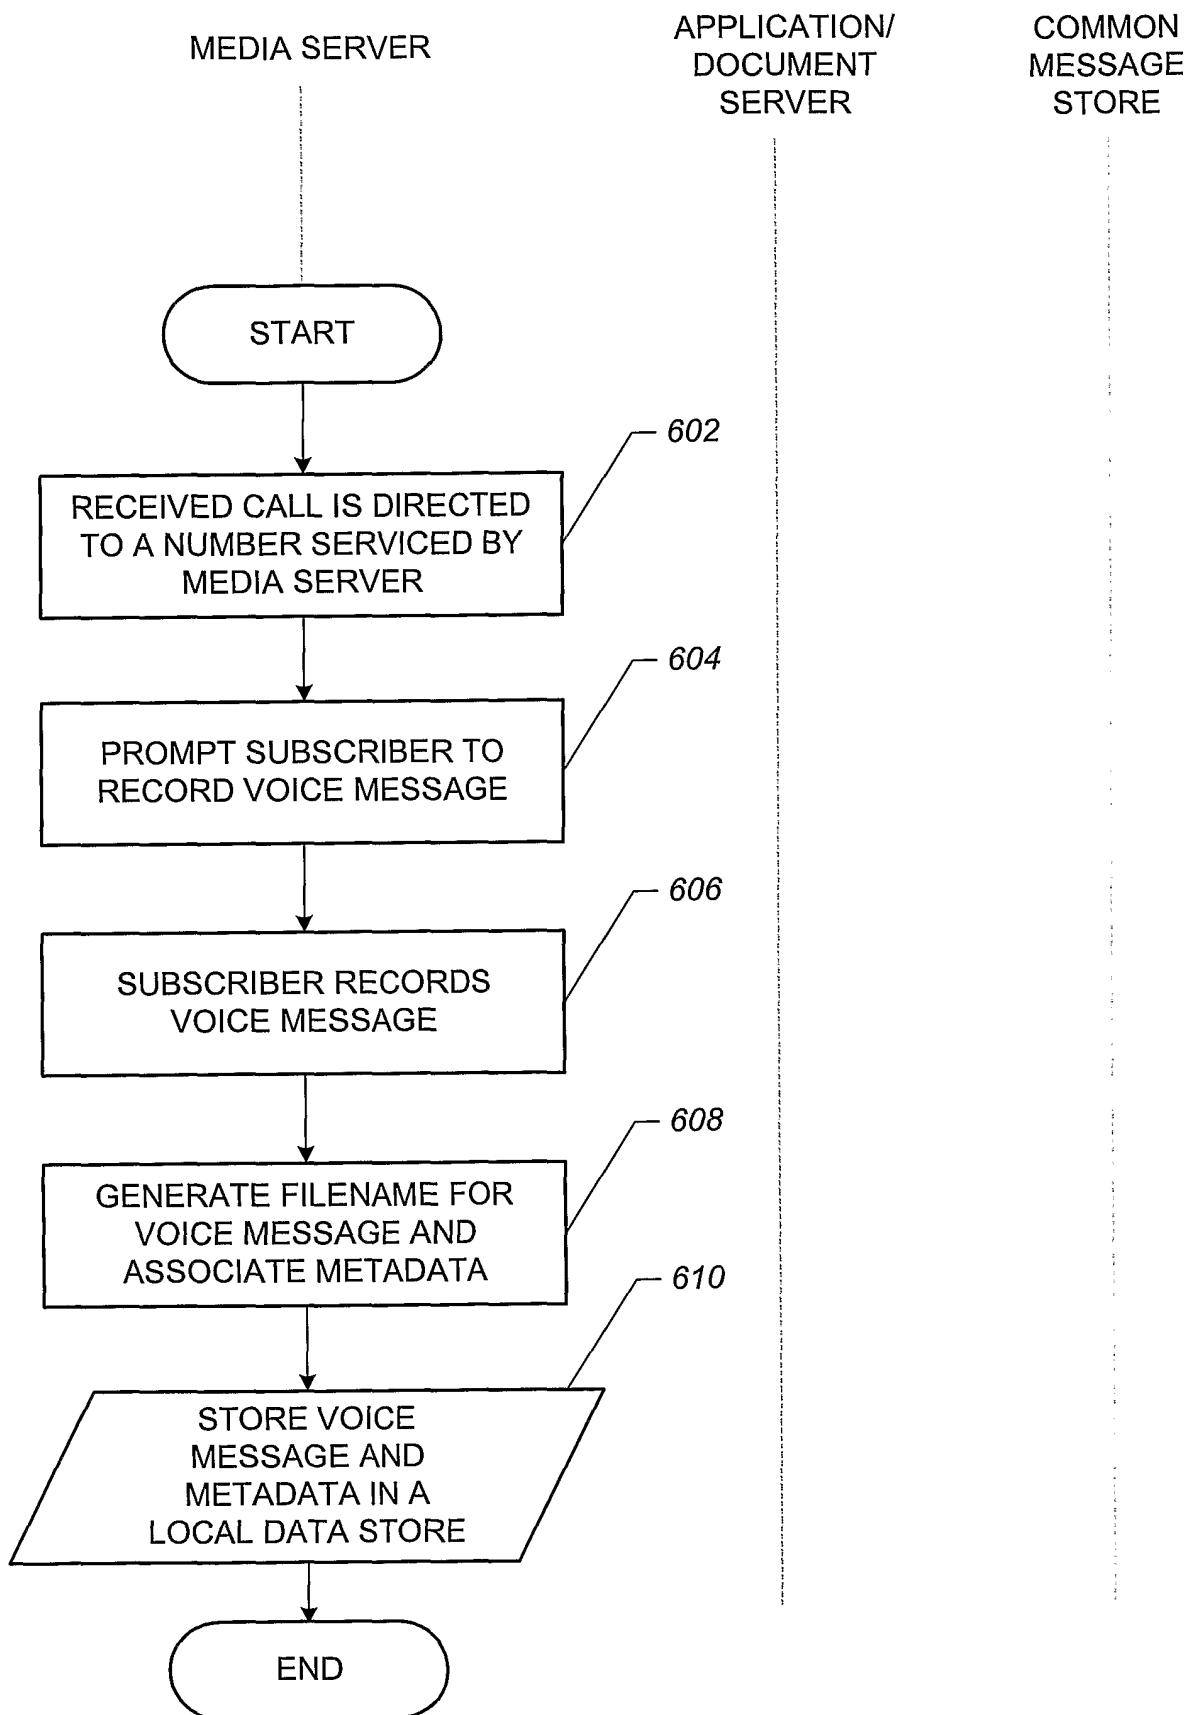 MEDIA SERVER
APPLICATION/
DOCUMENT
SERVER
COMMON
MESSAGE
STORE
START
602
RECEIVED CALL IS DIRECTED
TO A NUMBER SERVICED BY
MEDIA SERVER
604
PROMPT SUBSCRIBER TO
RECORD VOICE MESSAGE
606
SUBSCRIBER RECORDS
VOICE MESSAGE
608
GENERATE FILENAME FOR
VOICE MESSAGE AND
ASSOCIATE METADATA
610
STORE VOICE
MESSAGE AND
METADATA IN A
LOCAL DATA STORE
END